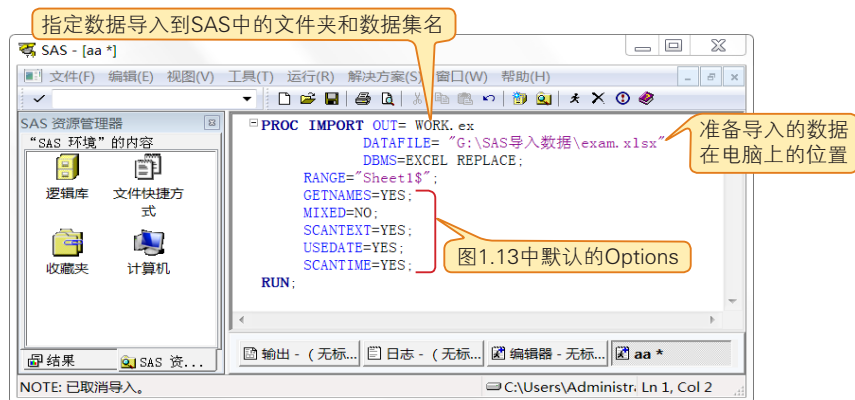 指定数据导入到SAS中的文件夹和数据集名
SAS - [aa *]
文件(F) 编辑(E) 视图(V) 工具(T) 运行(R) 解决方案(S) 窗口(W) 帮助(H)
SAS 资源管理器
“SAS 环境”的内容
逻辑库
文件快捷方式
收藏夹
计算机
PROC IMPORT OUT= WORK.ex
DATAFILE= "G:\SAS导入数据\exam.xlsx"
DBMS=EXCEL REPLACE;
RANGE="Sheet1$";
GETNAMES=YES;
MIXED=NO;
SCANTEXT=YES;
USEDATE=YES;
SCANTIME=YES;
RUN;
准备导入的数据
在电脑上的位置
图1.13中默认的Options
结果
SAS 资...
输出 - (无标...
日志 - (无标...
编辑器 - 无标...
aa *
NOTE: 已取消导入。
C:\Users\Administr
Ln 1, Col 2